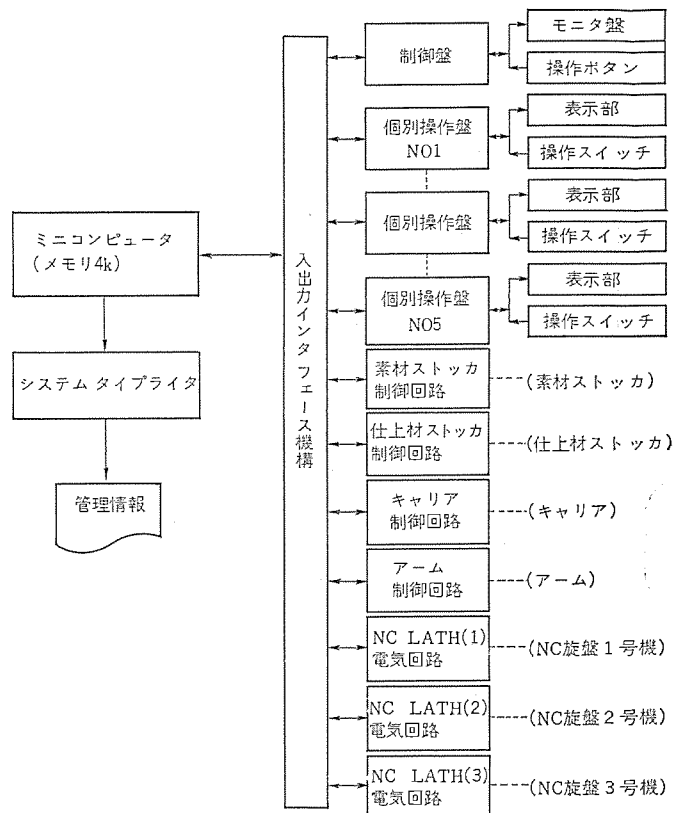 ミニコンピュータ
(メモリ4k)
システム タイプライタ
管理情報
入出力インタフェース機構
制御盤
モニタ盤
操作ボタン
個別操作盤
NO1
表示部
操作スイッチ
個別操作盤
表示部
操作スイッチ
個別操作盤
NO5
表示部
操作スイッチ
素材ストッカ
制御回路
(素材ストッカ)
仕上材ストッカ
制御回路
(仕上材ストッカ)
キャリア
制御回路
(キャリア)
アーム
制御回路
(アーム)
NC LATH(1)
電気回路
(NC旋盤1号機)
NC LATH(2)
電気回路
(NC旋盤2号機)
NC LATH(3)
電気回路
(NC旋盤3号機)